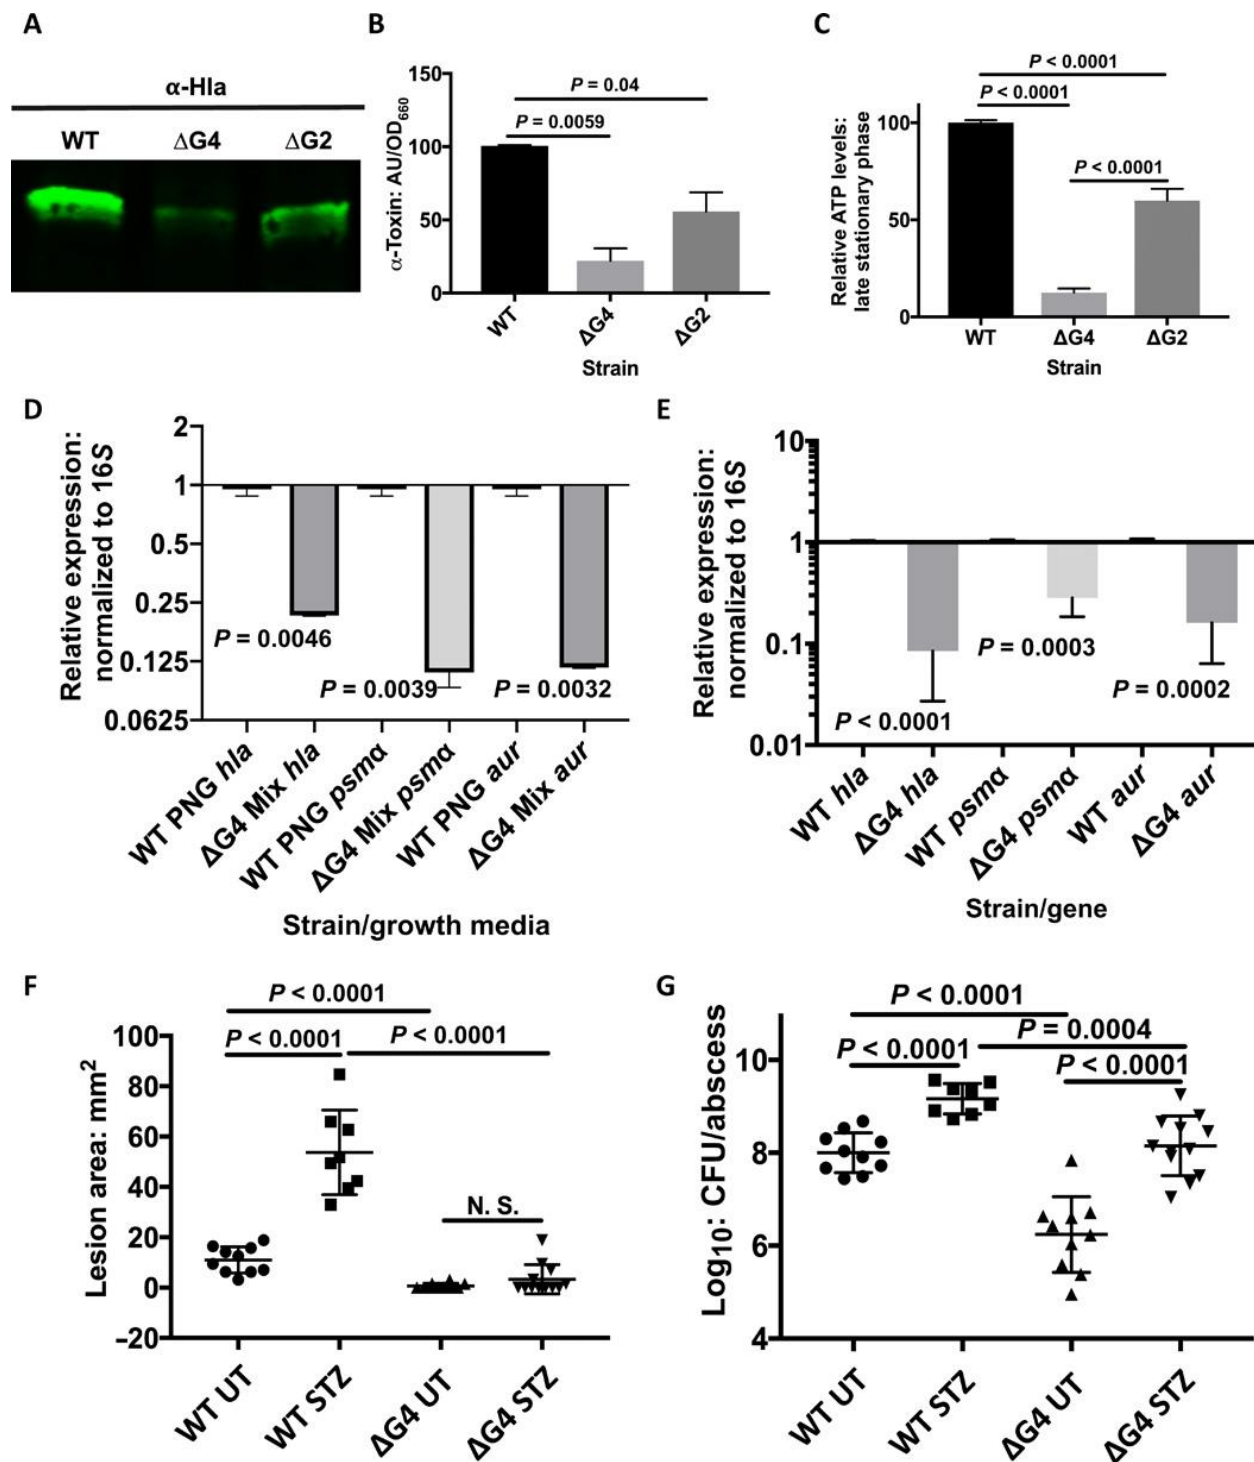 A
α-Hla
WT ΔG4 ΔG2
B
α-Toxin: AU/OD660
150
100
50
0
P = 0.04
P = 0.0059
WT
ΔG4
ΔG2
Strain
C
Relative ATP levels:
late stationary phase
100
50
0
P < 0.0001
P < 0.0001
P < 0.0001
WT ΔG4 ΔG2
Strain
D
Relative expression:
normalized to 16S
2
1
0.5
0.25
0.125
0.0625
P = 0.0046
P = 0.0039
P = 0.0032
WT PNG hla
ΔG4 Mix hla
WT PNG psmα
ΔG4 Mix psmα
WT PNG aur
ΔG4 Mix aur
Strain/growth media
E
Relative expression:
normalized to 16S
10
1
0.1
0.01
P < 0.0001
P = 0.0003
P = 0.0002
WT hla
ΔG4 hla
WT psmα
ΔG4 psmα
WT aur
ΔG4 aur
Strain/gene
F
Lesion area: mm2
100
80
60
40
20
0
–20
P < 0.0001
P < 0.0001
P < 0.0001
N. S.
WT UT
WT STZ
ΔG4 UT
ΔG4 STZ
G
Log10: CFU/abscess
10
8
6
4
P < 0.0001
P = 0.0004
P < 0.0001
P < 0.0001
WT UT
WT STZ
ΔG4 UT
ΔG4 STZ